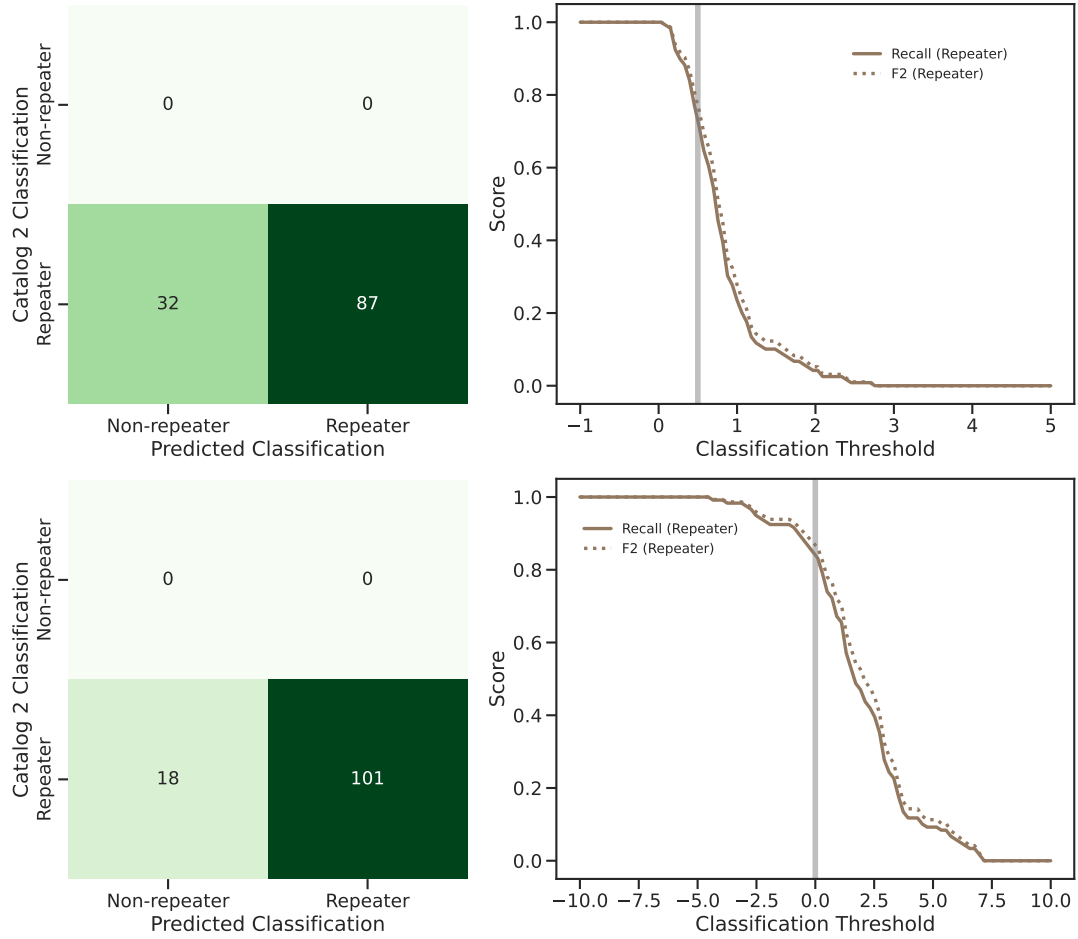 Catalog 2 Classification
Non-repeater
Repeater
0
0
32
87
Non-repeater
Repeater
Predicted Classification
Score
1.0
0.8
0.6
0.4
0.2
0.0
Recall (Repeater)
F2 (Repeater)
−1
0
1
2
3
4
5
Classification Threshold
Catalog 2 Classification
Non-repeater
Repeater
0
0
18
101
Non-repeater
Repeater
Predicted Classification
Score
1.0
0.8
0.6
0.4
0.2
0.0
Recall (Repeater)
F2 (Repeater)
−10.0
−7.5
−5.0
−2.5
0.0
2.5
5.0
7.5
10.0
Classification Threshold